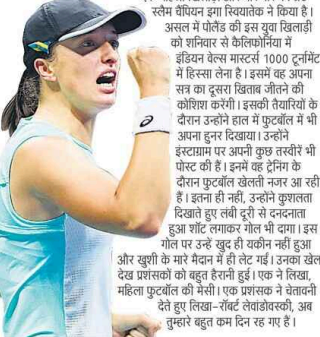 स्लैम चैंपियन इगा स्वियातेक ने किया है।
असल में पोलैंड की इस युवा खिलाड़ी
को शनिवार से कैलिफोर्निया में
इंडियन वेल्स मास्टर्स 1000 टूर्नामेंट
में हिस्सा लेना है। इसमें वह अपना
सत्र का दूसरा खिताब जीतने की
कोशिश करेंगी। इसकी तैयारियों के
दौरान उन्होंने हाल में फुटबॉल में भी
अपना हुनर दिखाया। उन्होंने
इंस्टाग्राम पर अपनी कुछ तस्वीरें भी
पोस्ट की हैं। इनमें वह ट्रेनिंग के
दौरान फुटबॉल खेलती नजर आ रही
हैं। इतना ही नहीं, उन्होंने कुशलता
दिखाते हुए लंबी दूरी से दनदनाता
हुआ शॉट लगाकर गोल भी दागा। इस
गोल पर उन्हें खुद ही यकीन नहीं हुआ
और खुशी के मारे मैदान में ही लेट गईं। उनका खेल
देख प्रशंसकों को बहुत हैरानी हुई। एक ने लिखा,
महिला फुटबॉल की मेसी। एक प्रशंसक ने चेतावनी
देते हुए लिखा-रॉबर्ट लेवांडोवस्की, अब
तुम्हारे बहुत कम दिन रह गए हैं।